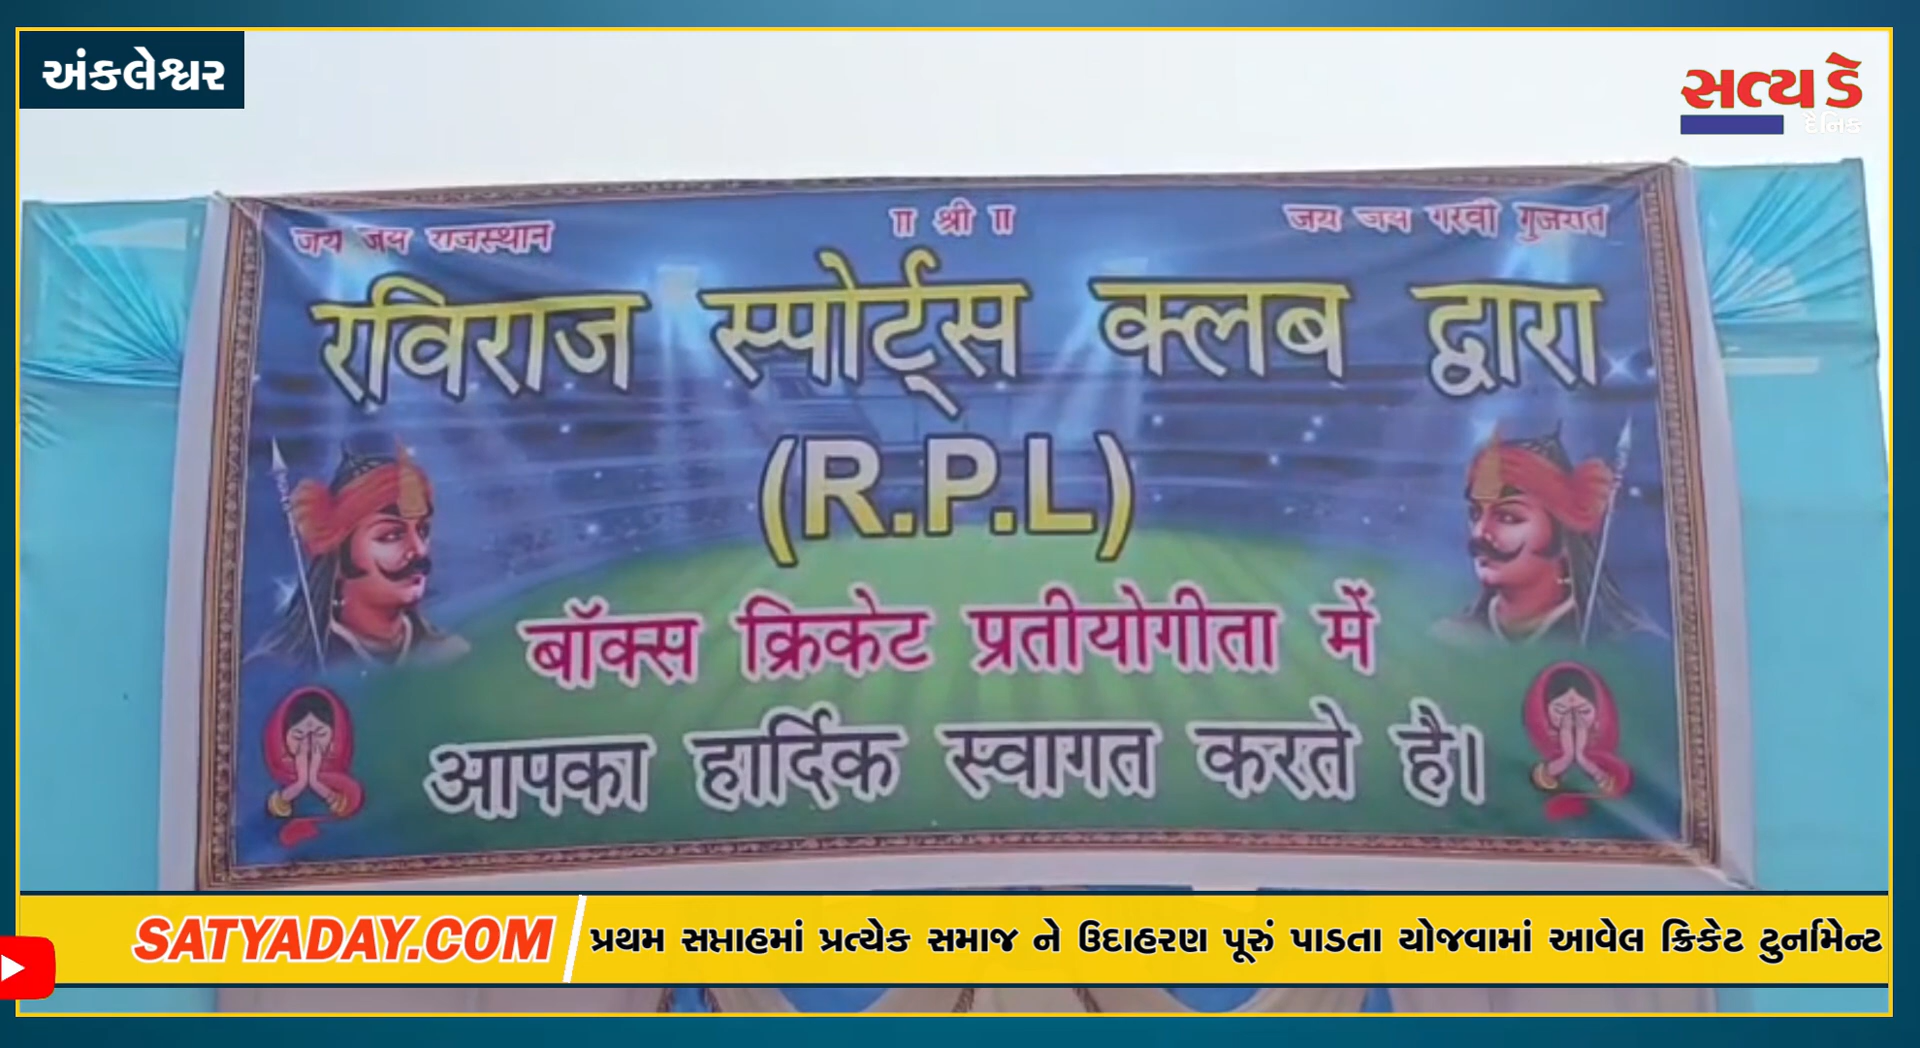 અંકલેશ્વર
સત્ય ડે
દૈનિક
जय जय राजस्थान
॥ श्री ॥
जय जय गरवी गुजरात
रविराज स्पोर्ट्स क्लब द्वारा
(R.P.L)
बॉक्स क्रिकेट प्रतीयोगीता में
आपका हार्दिक स्वागत करते है।
SATYADAY.COM
પ્રથમ સપ્તાહમાં પ્રત્યેક સમાજ ને ઉદાહરણ પૂરું પાડતા યોજવામાં આવેલ ક્રિકેટ ટુર્નામેન્ટ